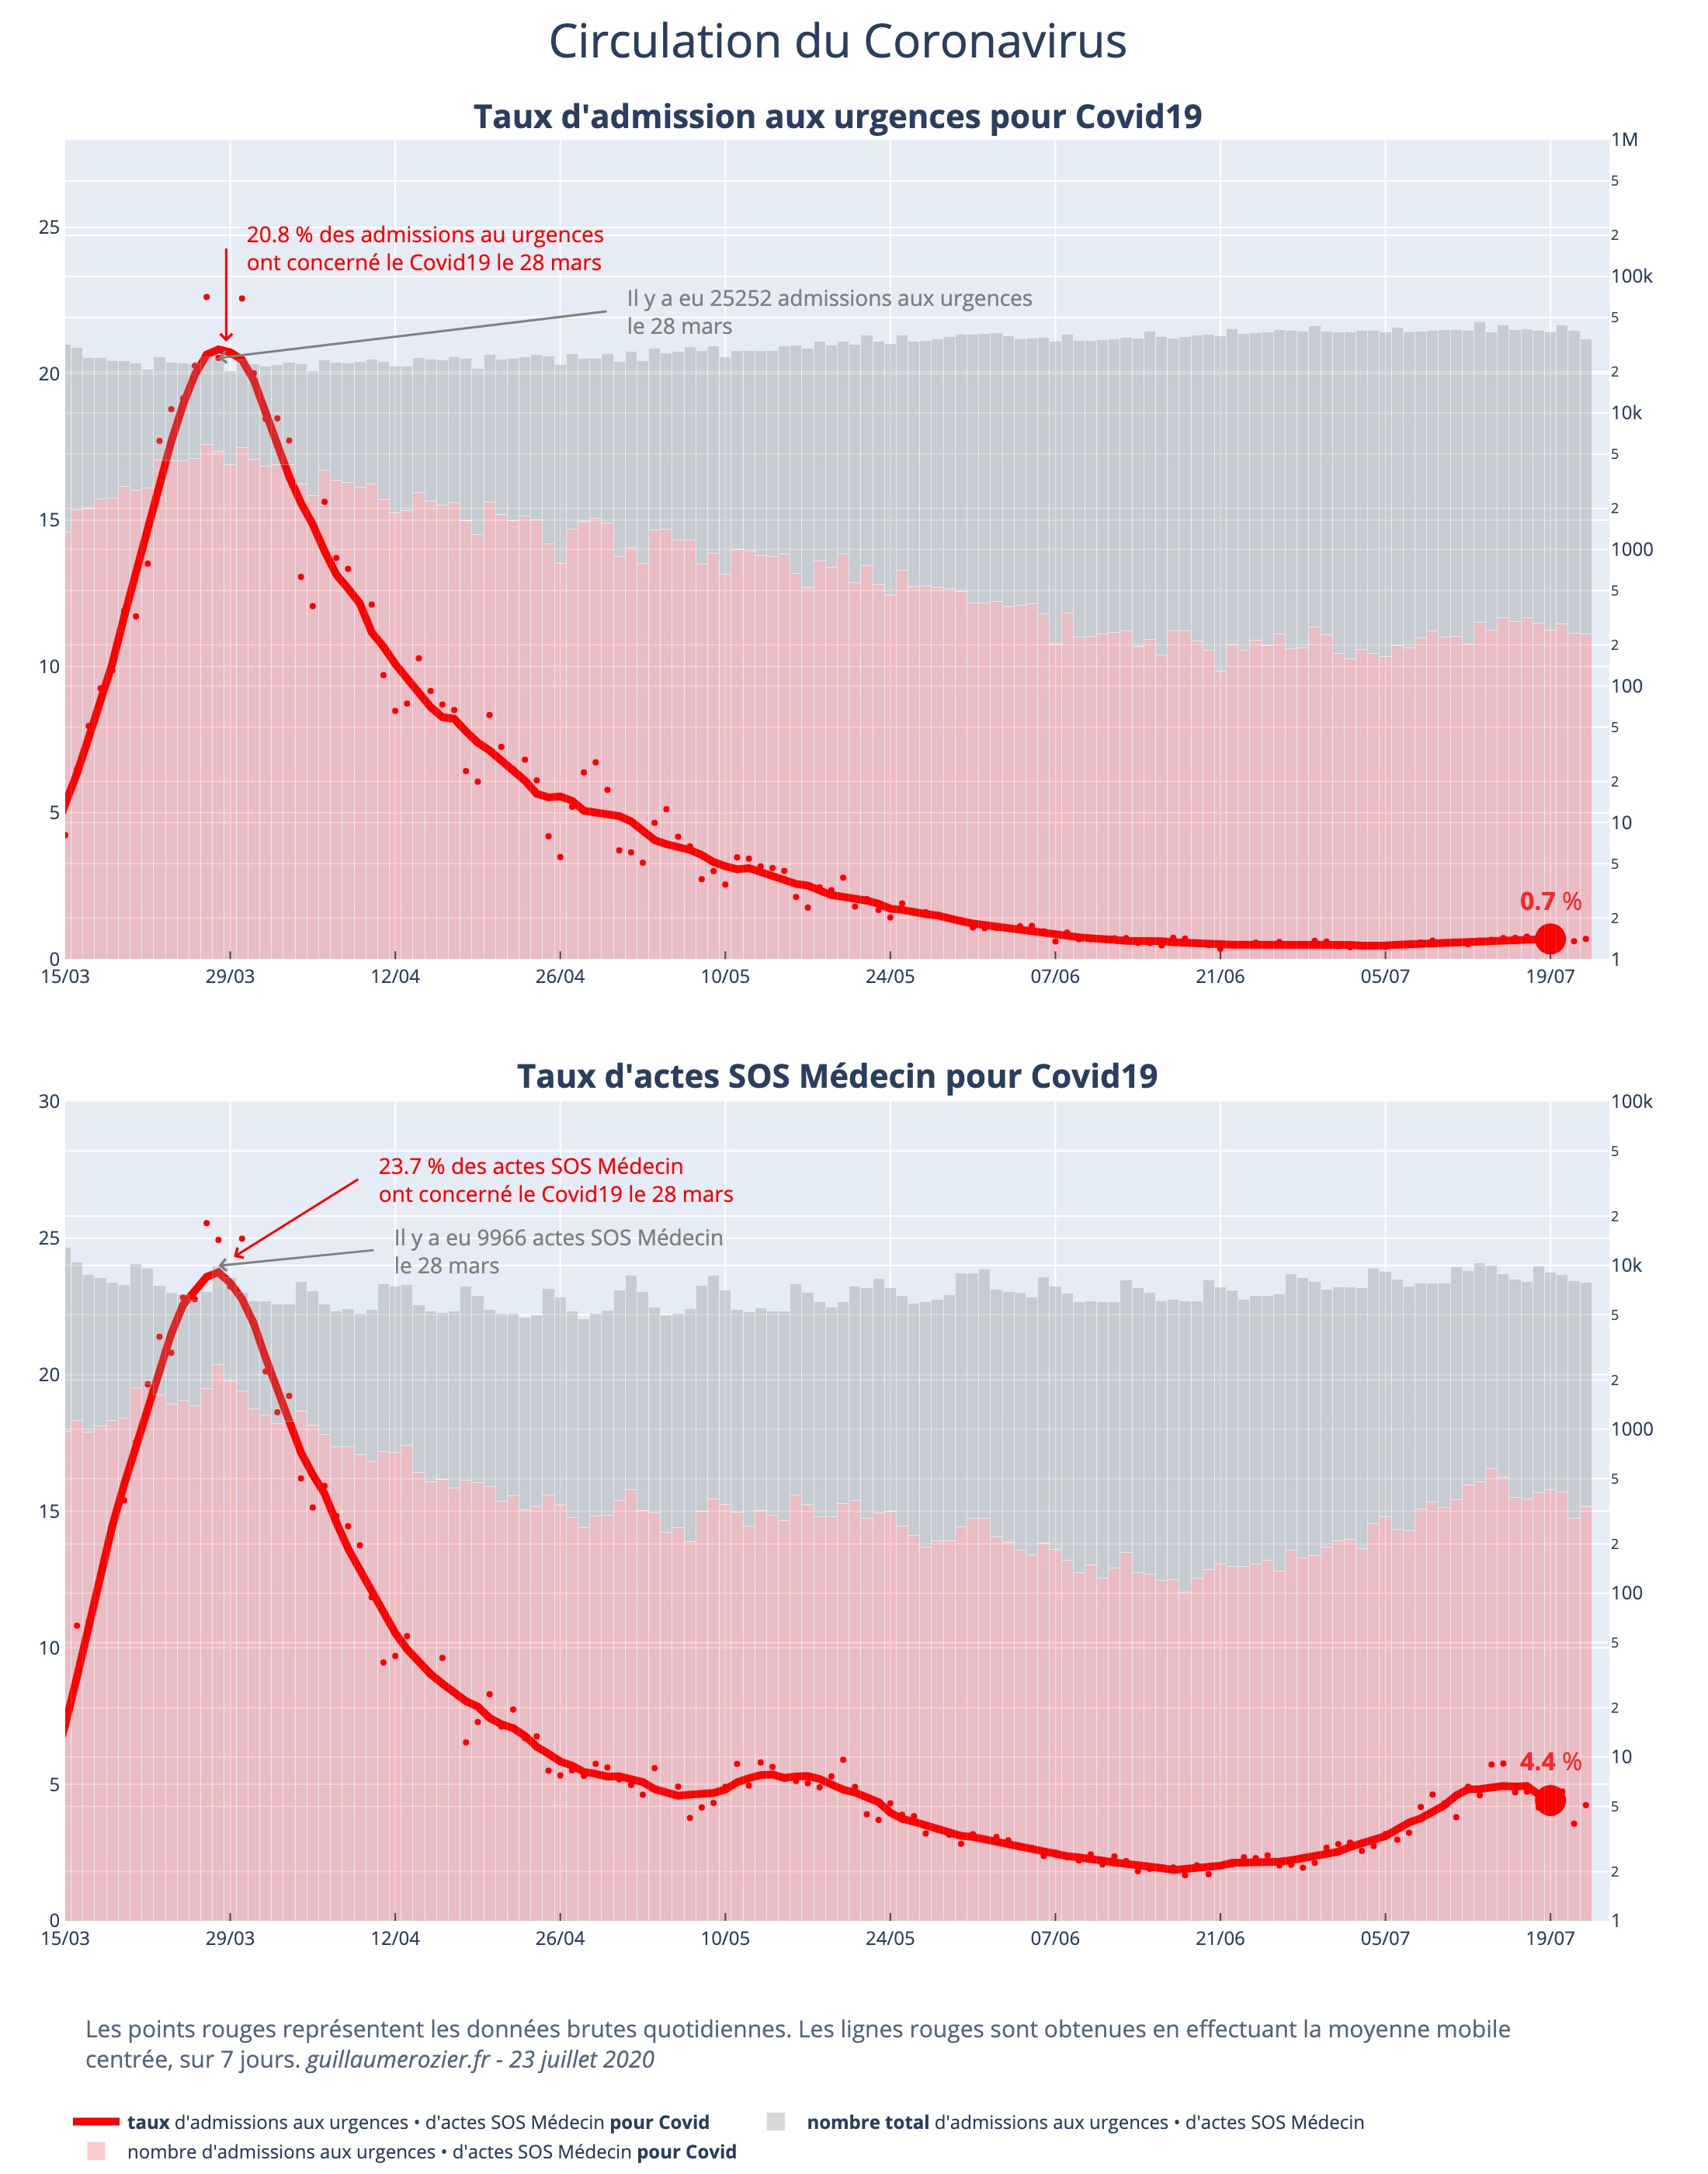 Circulation du Coronavirus
Taux d'admission aux urgences pour Covid19
1M
5
25
2
20.8 % des admissions au urgences
ont concerné le Covid19 le 28 mars
100k
Il y a eu 25252 admissions aux urgences
le 28 mars
5
20
2
10k
5
15
2
1000
5
10
2
100
5
5
2
10
5
0.7 %
2
0
1
15/03 29/03 12/04 26/04 10/05 24/05 07/06 21/06 05/07 19/07
Taux d'actes SOS Médecin pour Covid19
30
100k
5
23.7 % des actes SOS Médecin
ont concerné le Covid19 le 28 mars
2
25
Il y a eu 9966 actes SOS Médecin
le 28 mars
10k
5
20
2
1000
5
15
2
100
10
5
2
4.4 %
10
5
5
2
0
1
15/03 29/03 12/04 26/04 10/05 24/05 07/06 21/06 05/07 19/07
Les points rouges représentent les données brutes quotidiennes. Les lignes rouges sont obtenues en effectuant la moyenne mobile
centrée, sur 7 jours. guillaumerozier.fr - 23 juillet 2020
taux d'admissions aux urgences • d'actes SOS Médecin pour Covid
nombre total d'admissions aux urgences • d'actes SOS Médecin
nombre d'admissions aux urgences • d'actes SOS Médecin pour Covid